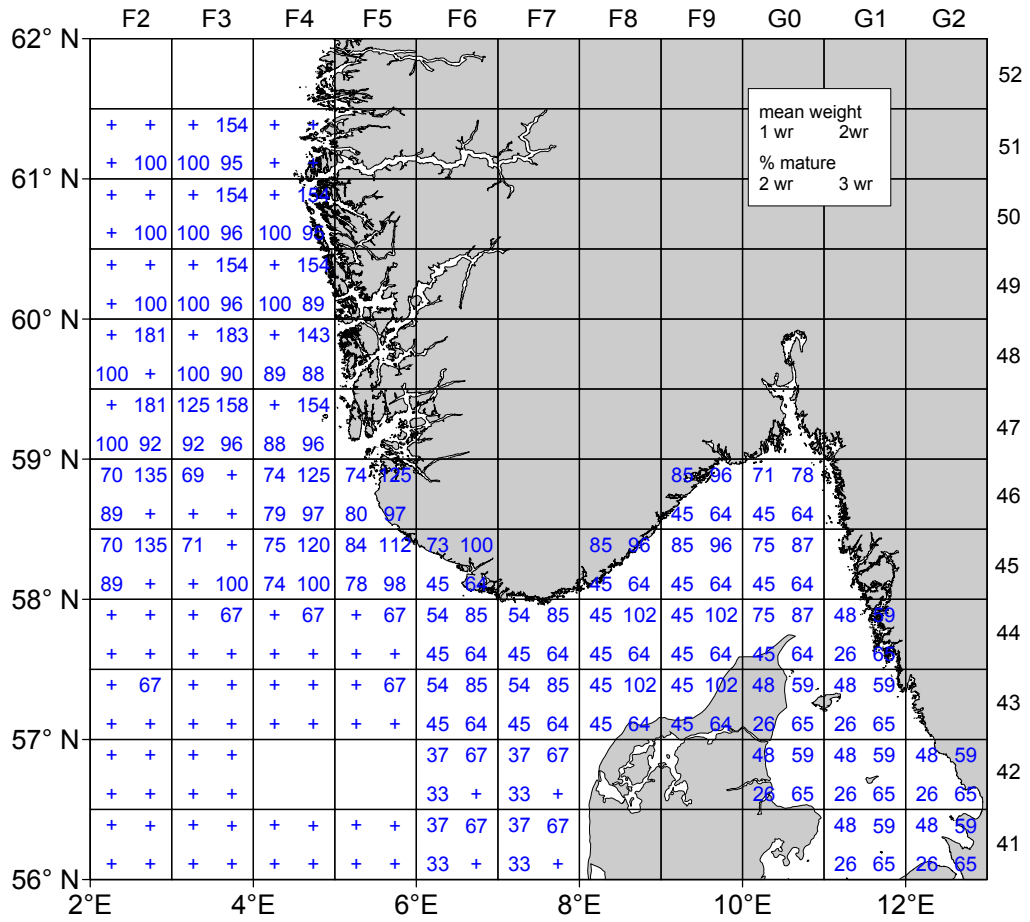 F2 F3 F4 F5 F6 F7 F8 F9 G0 G1 G2
62° N
52
mean weight
1 wr 2wr
% mature
2 wr 3 wr
+ + + 154 + +
51
+ 100 100 95 + +
61° N
+ + + 154 + 154
50
+ 100 100 96 100 95
+ + + 154 + 154
49
+ 100 100 96 100 89
60° N
+ 181 + 183 + 143
48
100 + 100 90 89 88
+ 181 125 158 + 154
47
100 92 92 96 88 96
59° N
70 135 69 + 74 125 74 125 85 96 71 78
46
89 + + + 79 97 80 97 45 64 45 64
70 135 71 + 75 120 84 112 73 100 85 96 85 96 75 87
45
89 + + 100 74 100 78 98 45 64 45 64 45 64 45 64
58° N
+ + + 67 + 67 + 67 54 85 54 85 45 102 45 102 75 87 48 59
44
+ + + + + + + + 45 64 45 64 45 64 45 64 45 64 26 65
+ 67 + + + + + 67 54 85 54 85 45 102 45 102 48 59 48 59
43
+ + + + + + + + 45 64 45 64 45 64 45 64 26 65 26 65
57° N
+ + + + 37 67 37 67 48 59 48 59 48 59
42
+ + + + 33 + 33 + 26 65 26 65 26 65
+ + + + + + + + 37 67 37 67 48 59 48 59
41
+ + + + + + + + 33 + 33 + 26 65 26 65
56° N
2°E 4°E 6°E 8°E 10°E 12°E